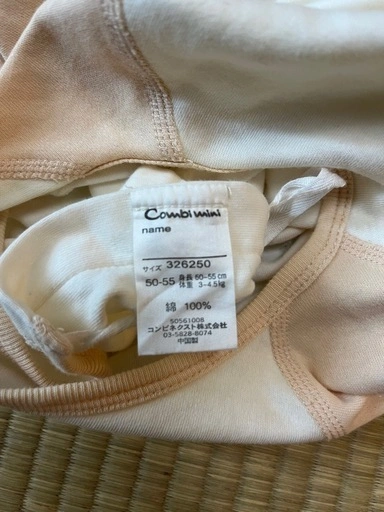 Combi mini
name
サイズ 326250
50-55 身長 50–55 cm
体重 3–4.5kg
綿 100%
50561008
コンビネクスト株式会社
03-5828-8074
中国製